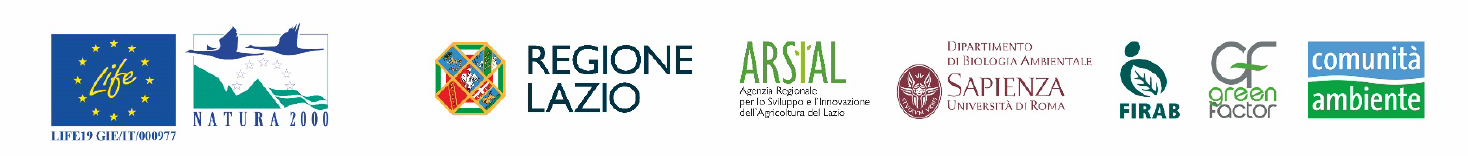 Life
LIFE19 GIE/IT/000977
NATURA 2000
REGIONE
LAZIO
ARSIAL
Agenzia Regionale
per lo Sviluppo e l'Innovazione
dell'Agricoltura del Lazio
DIPARTIMENTO
DI BIOLOGIA AMBIENTALE
SAPIENZA
UNIVERSITÀ DI ROMA
FIRAB
GF
green
Factor
comunità
ambiente